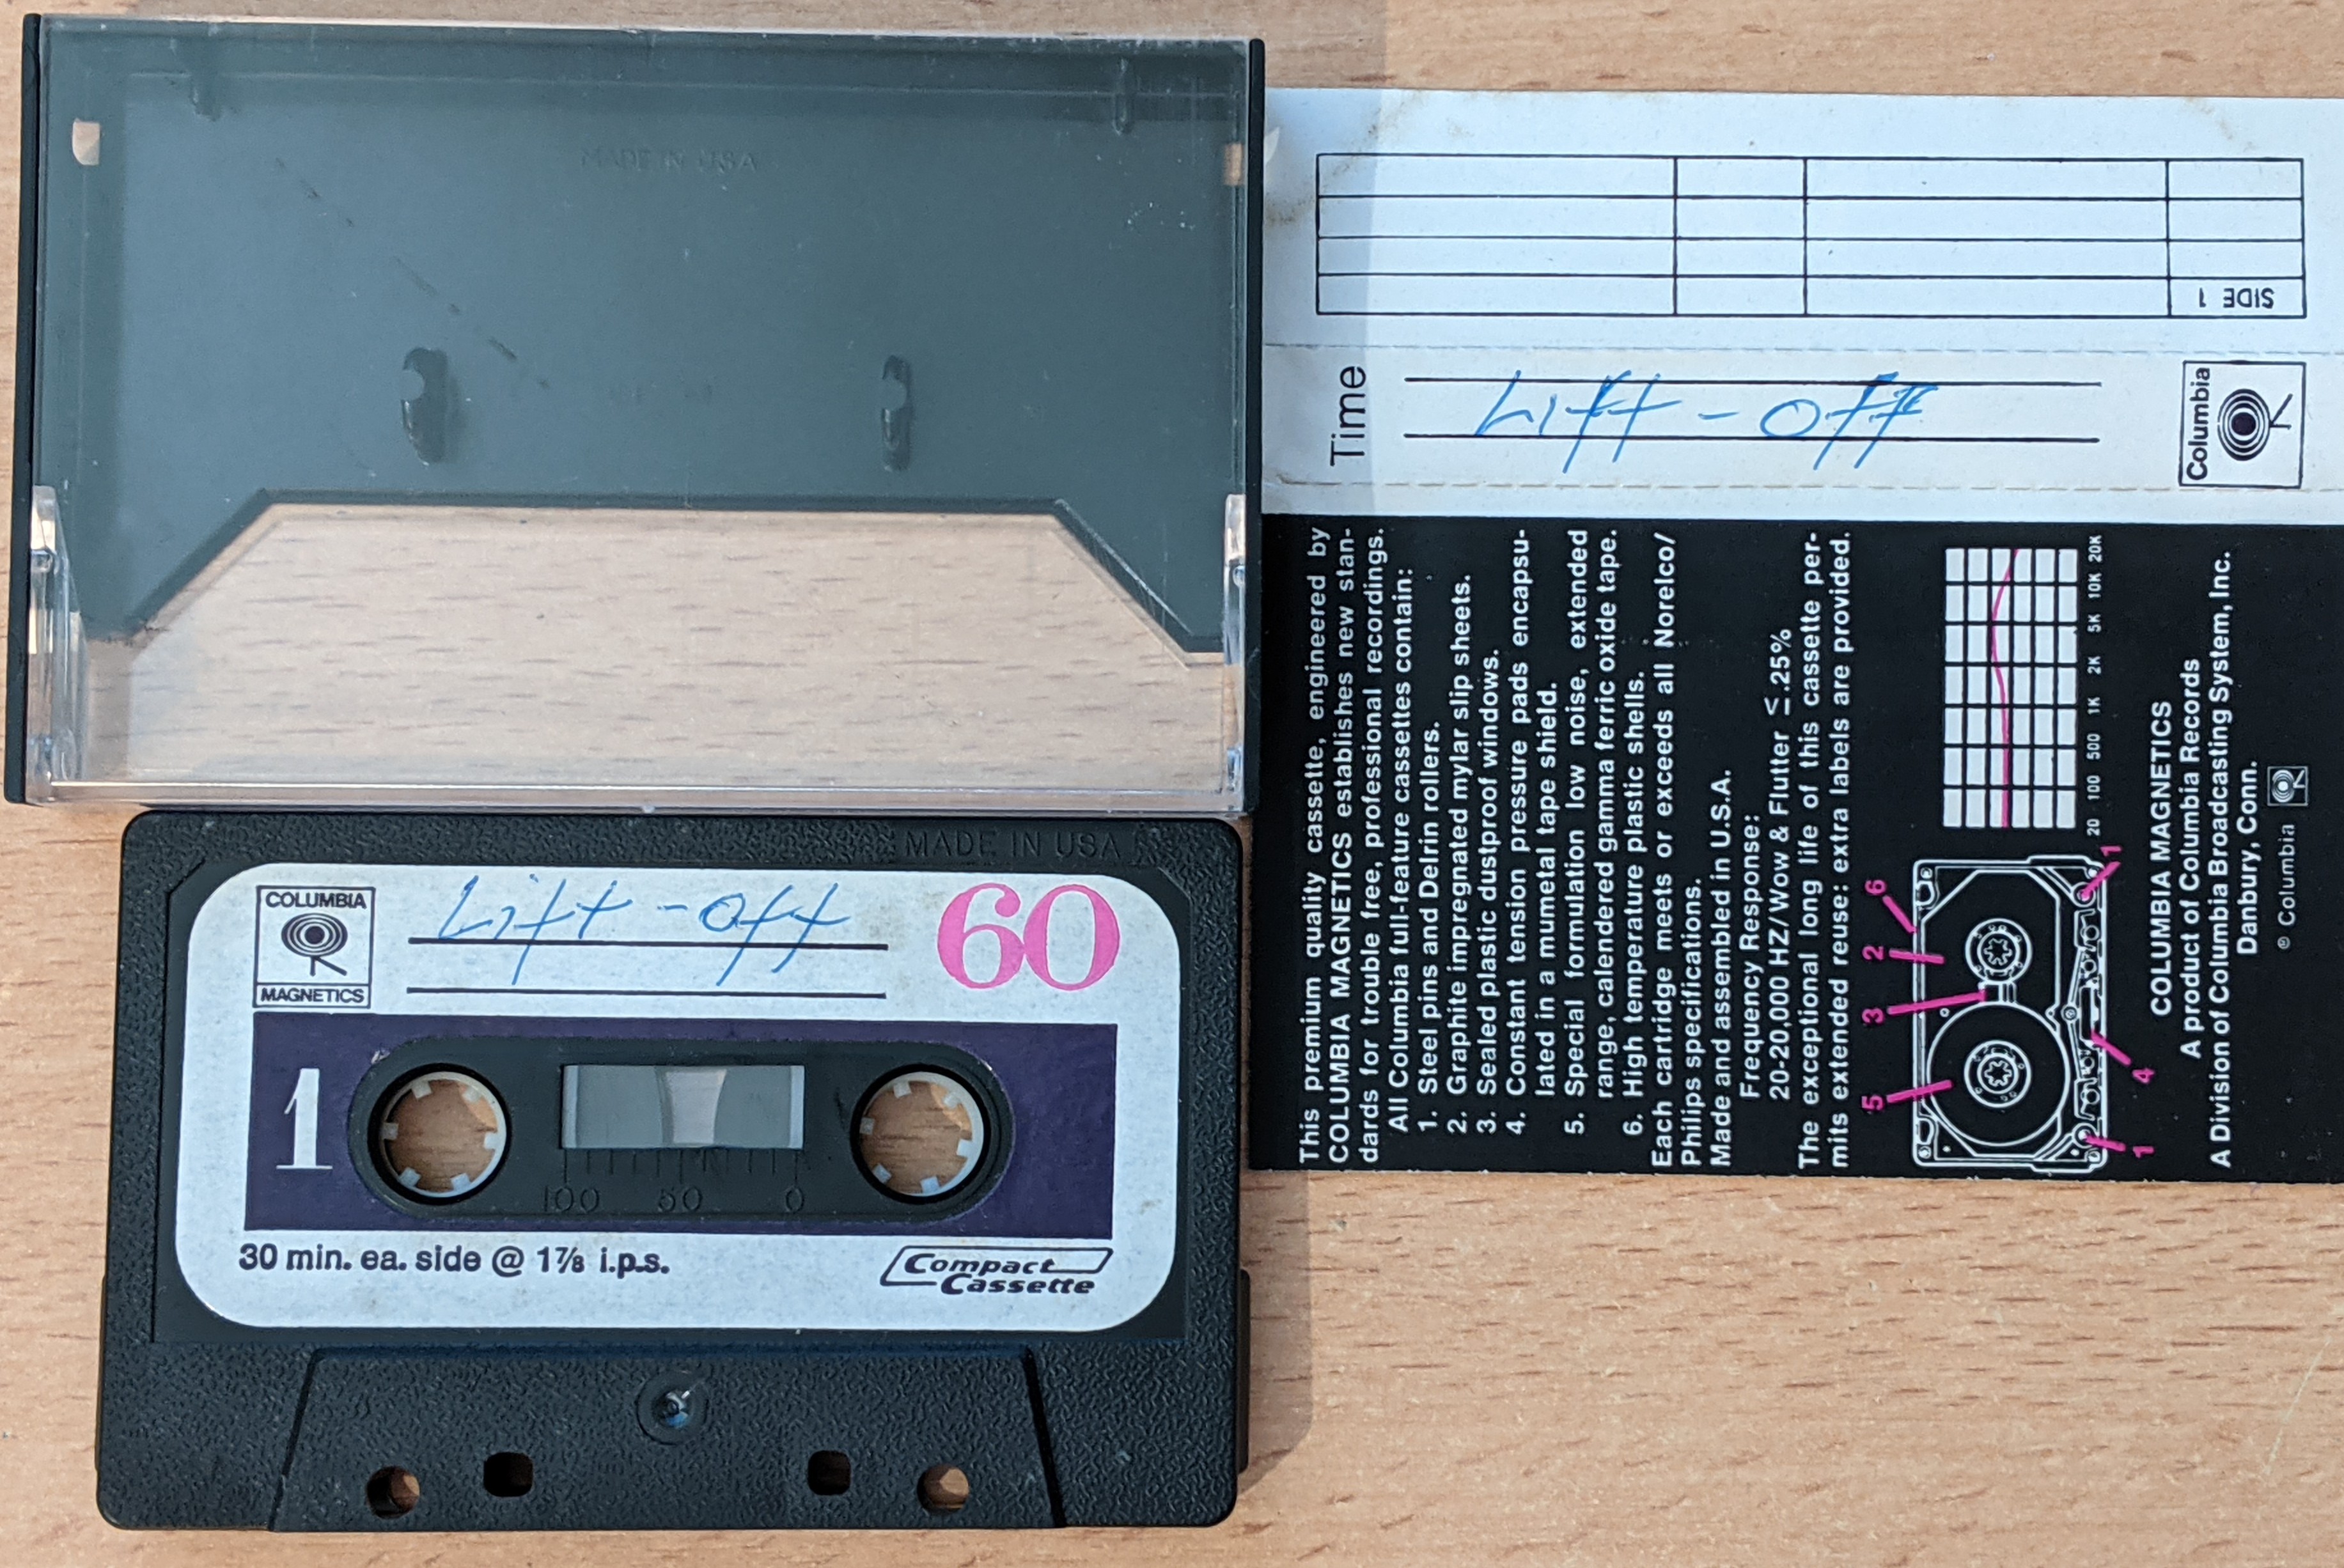 MADE IN USA
MADE IN USA
COLUMBIA
MAGNETICS
Lift-off
60
1
100 50 0
30 min. ea. side @ 1⅞ i.p.s.
Compact
Cassette
SIDE 1
Time
Lift-off
Columbia
This premium quality cassette, engineered by
COLUMBIA MAGNETICS establishes new stan-
dards for trouble free, professional recordings.
All Columbia full-feature cassettes contain:
1. Steel pins and Delrin rollers.
2. Graphite impregnated mylar slip sheets.
3. Sealed plastic dustproof windows.
4. Constant tension pressure pads encapsu-
lated in a mumetal tape shield.
5. Special formulation low noise, extended
range, calendered gamma ferric oxide tape.
6. High temperature plastic shells.
Each cartridge meets or exceeds all Norelco/
Philips specifications.
Made and assembled in U.S.A.
Frequency Response:
20-20,000 HZ/Wow & Flutter ≤.25%
The exceptional long life of this cassette per-
mits extended reuse: extra labels are provided.
5 3 2 6
1 4 1
20 100 500 1K 2K 5K 10K 20K
COLUMBIA MAGNETICS
A product of Columbia Records
A Division of Columbia Broadcasting System, Inc.
Danbury, Conn.
℗ Columbia